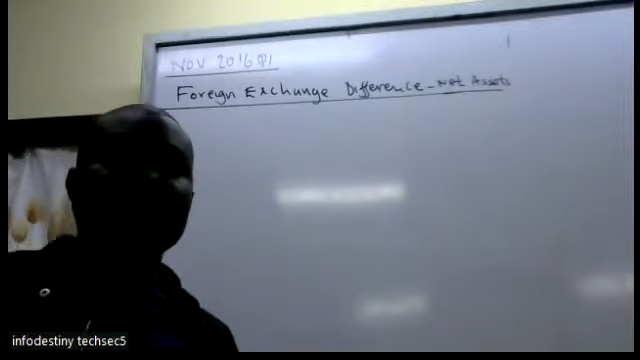 NOV 2016 Q1
Foreign Exchange Difference - Net Assets
infodestiny techsec5